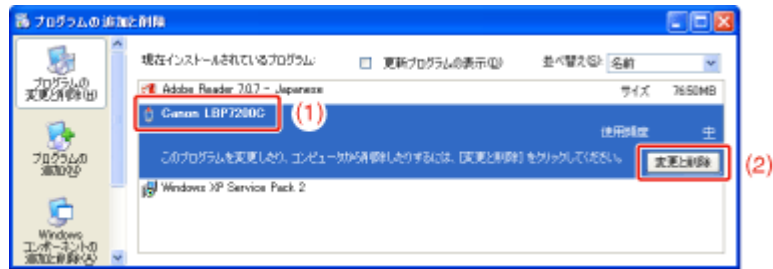 プログラムの追加と削除
プログラムの
変更と削除(H)
プログラムの
追加(N)
Windows
コンポーネントの
追加と削除(A)
現在インストールされているプログラム:
更新プログラムの表示(D)
並べ替え(S):
名前
Adobe Reader 7.0.7 - Japanese
サイズ
76.50MB
Canon LBP7200C
(1)
使用頻度
中
このプログラムを変更したり、コンピュータから削除したりするには、[変更と削除] をクリックしてください。
変更と削除
(2)
Windows XP Service Pack 2